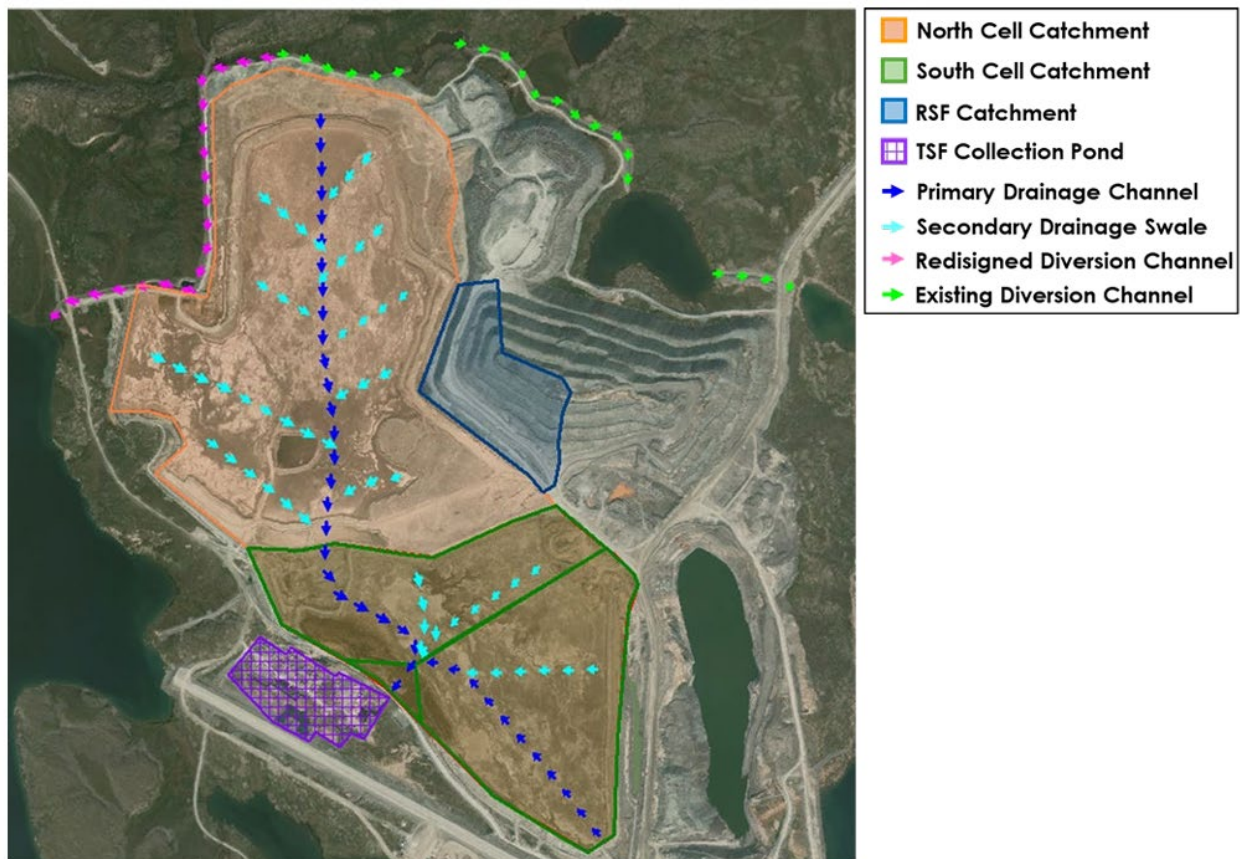 North Cell Catchment
South Cell Catchment
RSF Catchment
TSF Collection Pond
Primary Drainage Channel
Secondary Drainage Swale
Redisigned Diversion Channel
Existing Diversion Channel